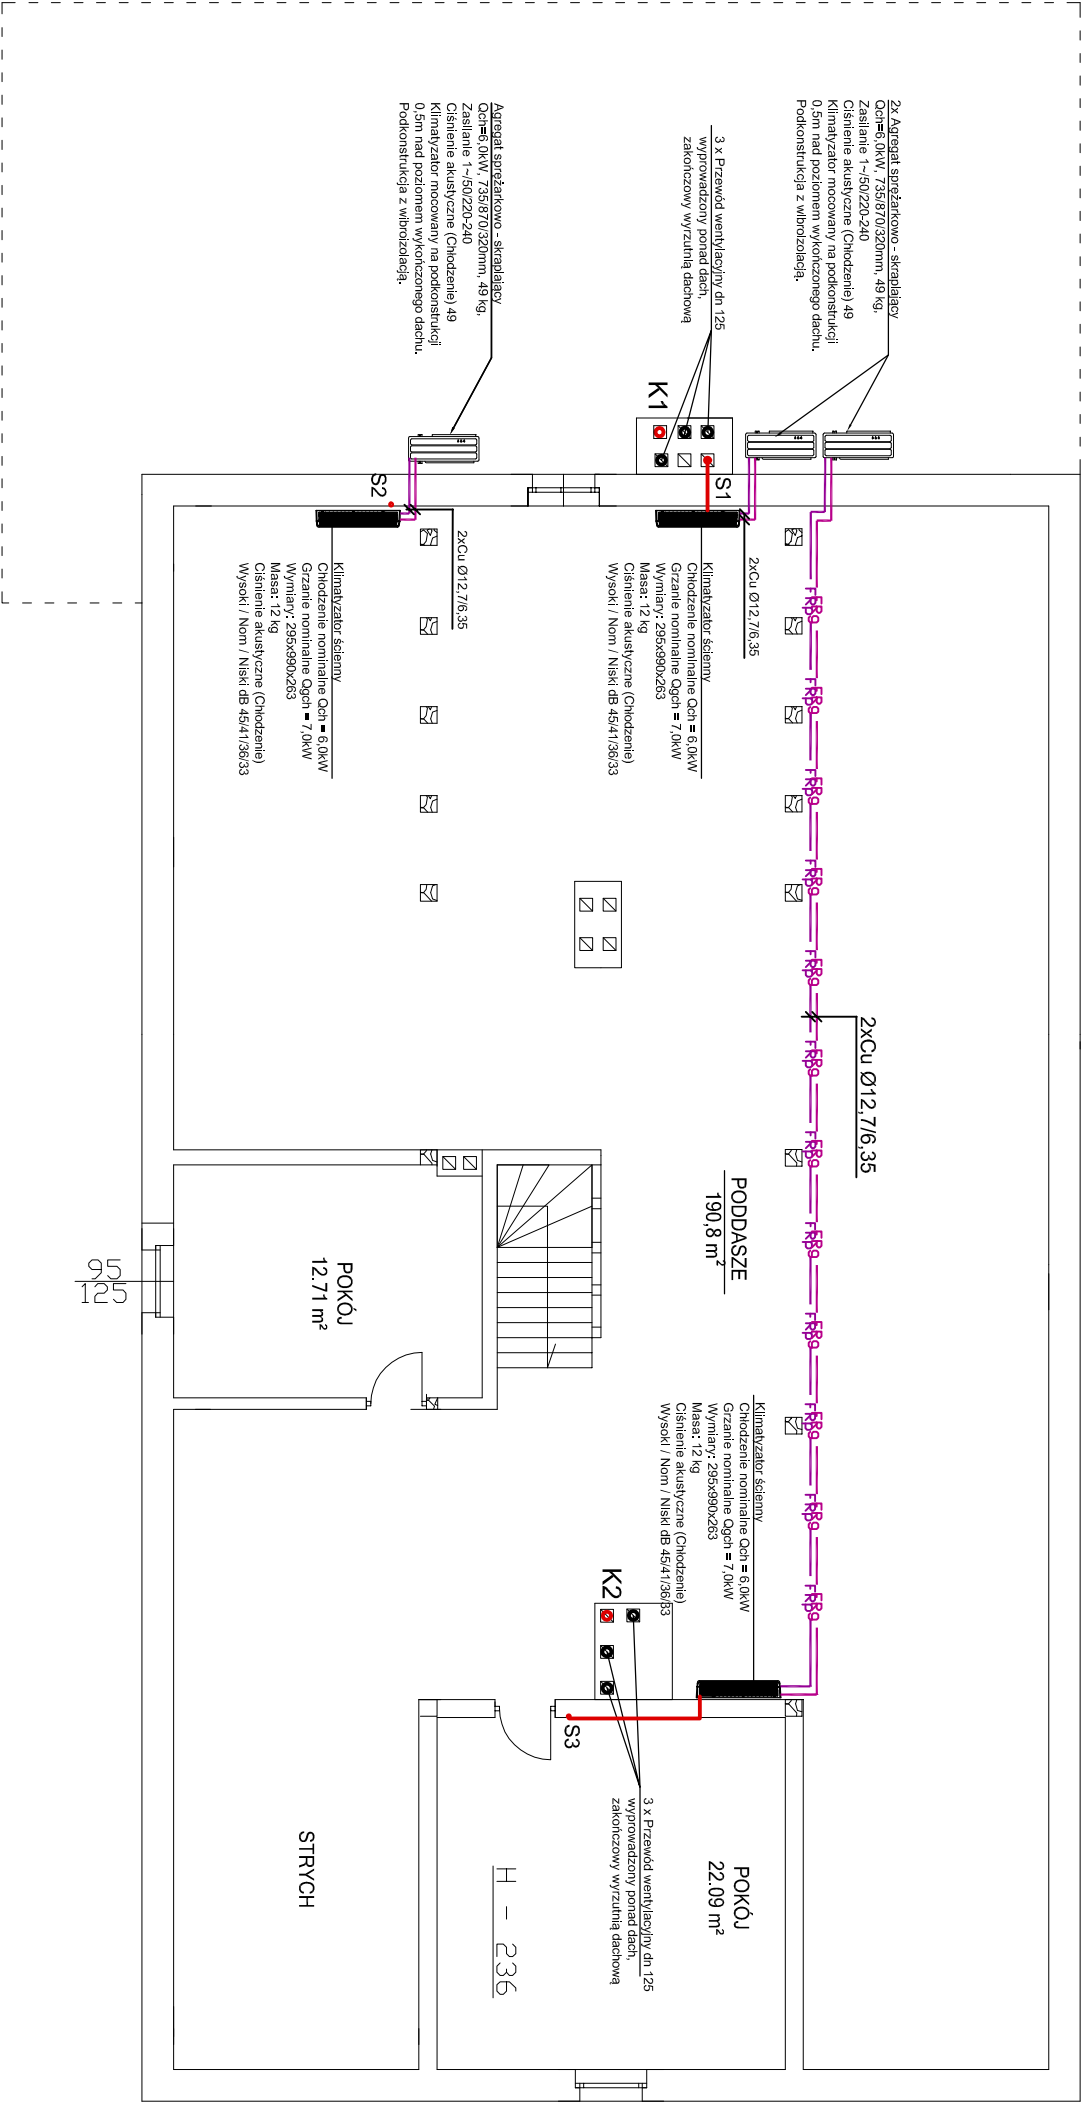 2x Agregat sprężarkowo - skraplający
Qch=6,0kW, 735/870/320mm, 49 kg,
Zasilanie 1~/50/220-240
Ciśnienie akustyczne (Chłodzenie) 49
Klimatyzator mocowany na podkonstrukcji
0,5m nad poziomem wykończonego dachu.
Podkonstrukcja z wibroizolacją.
3 x Przewód wentylacyjny dn 125
wyprowadzony ponad dach,
zakończowy wyrzutnią dachową
Agregat sprężarkowo - skraplający
Qch=6,0kW, 735/870/320mm, 49 kg,
Zasilanie 1~/50/220-240
Ciśnienie akustyczne (Chłodzenie) 49
Klimatyzator mocowany na podkonstrukcji
0,5m nad poziomem wykończonego dachu.
Podkonstrukcja z wibroizolacją.
K1
S1
S2
2xCu Ø12,7/6,35
2xCu Ø12,7/6,35
Klimatyzator ścienny
Chłodzenie nominalne Qch = 6,0kW
Grzanie nominalne Qgch = 7,0kW
Wymiary: 295x990x263
Masa: 12 kg
Ciśnienie akustyczne (Chłodzenie)
Wysoki / Nom / Niski dB 45/41/36/33
Klimatyzator ścienny
Chłodzenie nominalne Qch = 6,0kW
Grzanie nominalne Qgch = 7,0kW
Wymiary: 295x990x263
Masa: 12 kg
Ciśnienie akustyczne (Chłodzenie)
Wysoki / Nom / Niski dB 45/41/36/33
2xCu Ø12,7/6,35
PODDASZE
190,8 m²
POKÓJ
12.71 m²
95
125
Klimatyzator ścienny
Chłodzenie nominalne Qch = 6,0kW
Grzanie nominalne Qgch = 7,0kW
Wymiary: 295x990x263
Masa: 12 kg
Ciśnienie akustyczne (Chłodzenie)
Wysoki / Nom / Niski dB 45/41/36/33
K2
S3
3 x Przewód wentylacyjny dn 125
wyprowadzony ponad dach,
zakończowy wyrzutnią dachową
POKÓJ
22.09 m²
H - 236
STRYCH